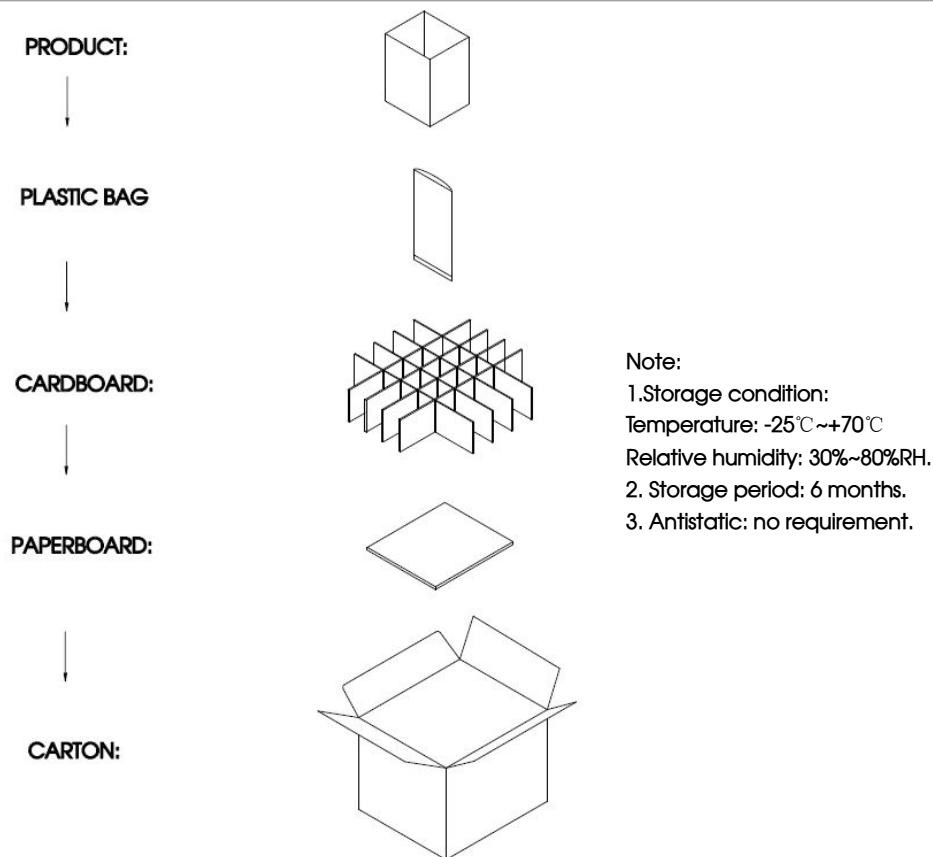 PRODUCT:
PLASTIC BAG
CARDBOARD:
PAPERBOARD:
CARTON:
Note:
1.Storage condition:
Temperature: -25℃~+70℃
Relative humidity: 30%~80%RH.
2. Storage period: 6 months.
3. Antistatic: no requirement.